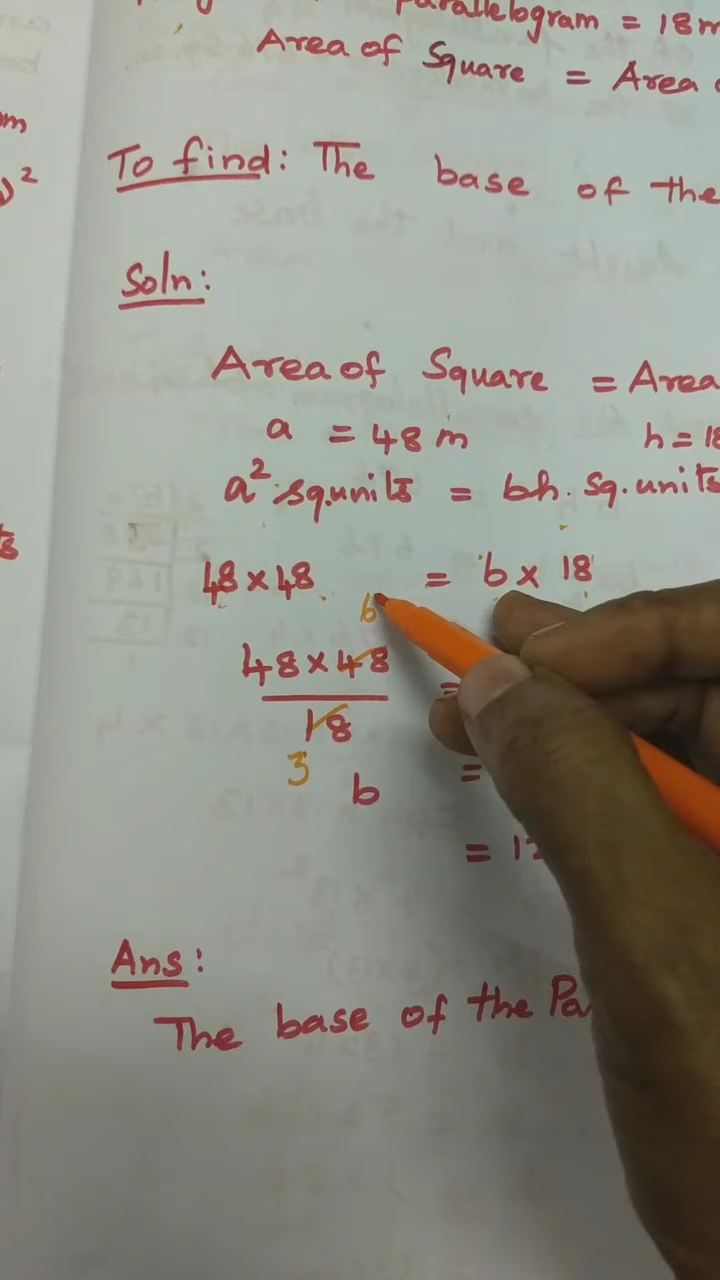 Parallelogram = 18m
Area of Square = Area
To find: The base of the
Soln:
Area of Square = Area
a = 48 m h = 18
a² sq.units = bh. Sq.units
48 × 48 = b × 18
6
48 × 48
18
3
b =
= 12
Ans:
The base of the Pa